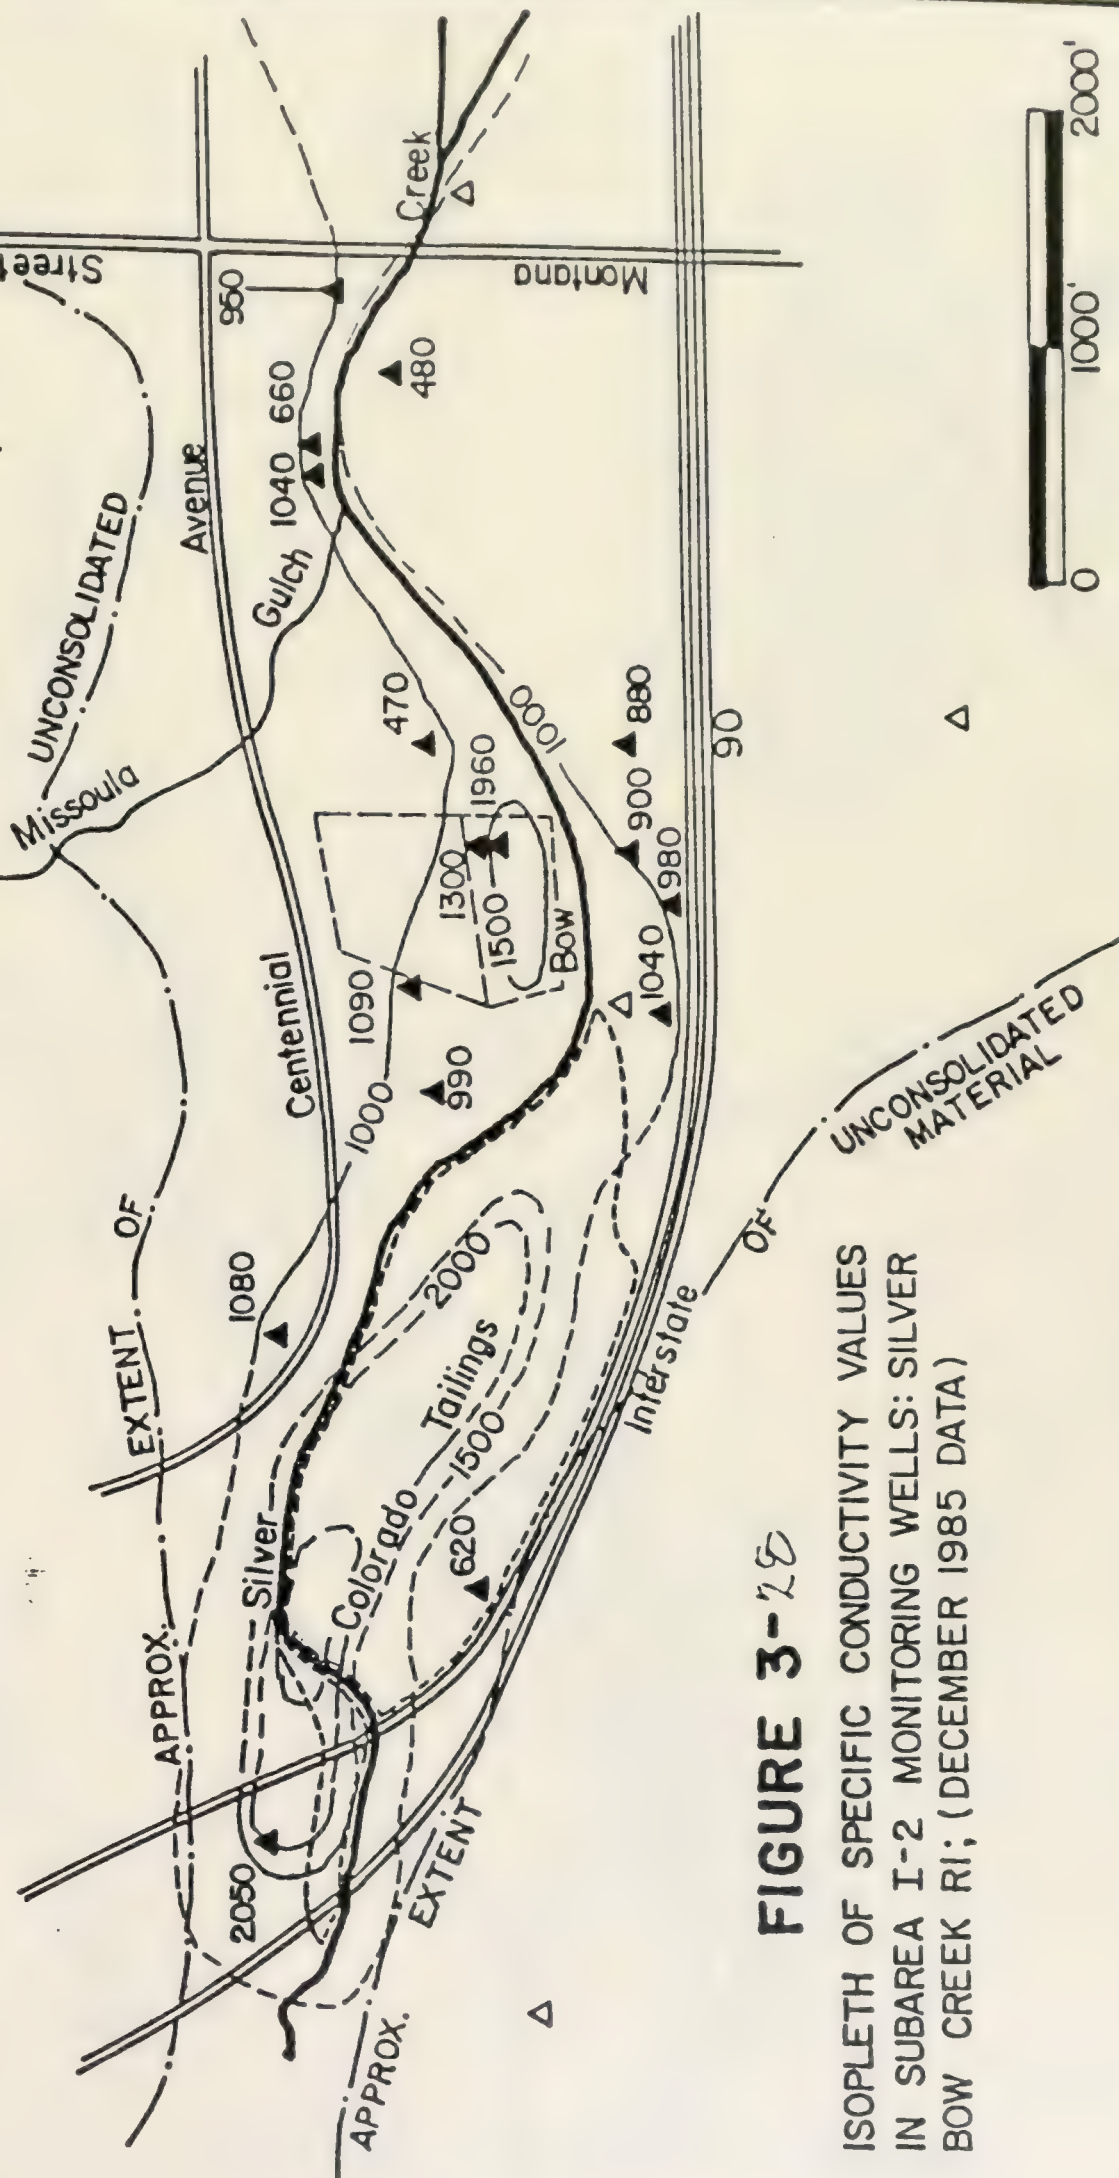 Street
UNCONSOLIDATED
EXTENT OF
APPROX.
Missoula
Gulch
Centennial Avenue
Montana
Creek
950
660
1040
480
470
1960
1300
1500
Bow
1000
880
900
980
1040
90
1090
990
1000
1080
2000
Colorado Tailings
1500
620
Silver
2050
Interstate
APPROX.
EXTENT
OF
UNCONSOLIDATED
MATERIAL
0 1000' 2000'
FIGURE 3-28
ISOPLETH OF SPECIFIC CONDUCTIVITY VALUES
IN SUBAREA I-2 MONITORING WELLS: SILVER
BOW CREEK RI; (DECEMBER 1985 DATA)